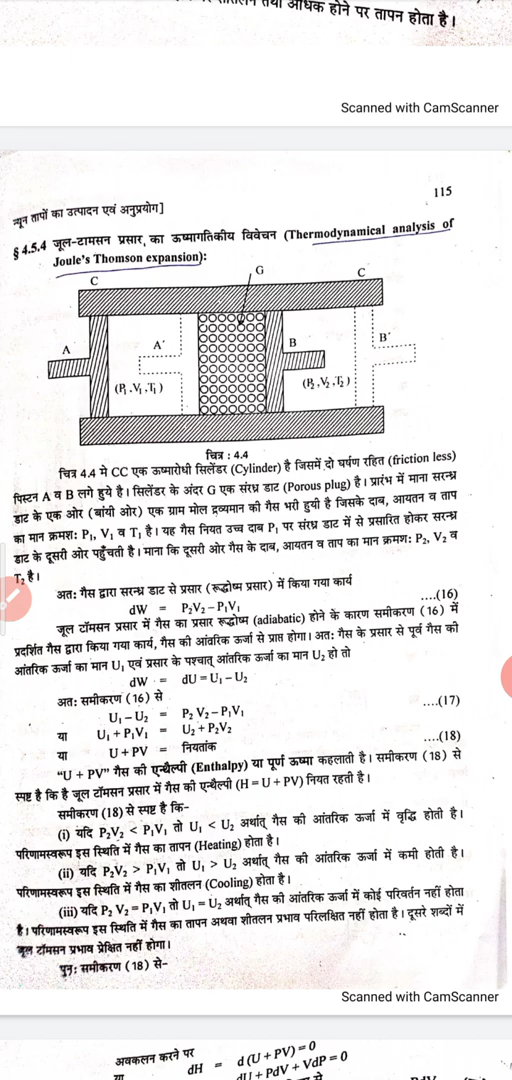 तथा अधिक होने पर तापन होता है।
Scanned with CamScanner
115
न्यून तापों का उत्पादन एवं अनुप्रयोग]
§ 4.5.4 जूल-टामसन प्रसार, का ऊष्मागतिकीय विवेचन (Thermodynamical analysis of
Joule's Thomson expansion):
C G C
A A′ B B′
(P₁,V₁,T₁) (P₂,V₂,T₂)
चित्र : 4.4
चित्र 4.4 मे CC एक ऊष्मारोधी सिलेंडर (Cylinder) है जिसमें दो घर्षण रहित (friction less)
पिस्टन A व B लगे हुये है। सिलेंडर के अंदर G एक संरध्र डाट (Porous plug) है। प्रारंभ में माना सरन्ध्र
डाट के एक ओर (बांयी ओर) एक ग्राम मोल द्रव्यमान की गैस भरी हुयी है जिसके दाब, आयतन व ताप
का मान क्रमशः P₁, V₁ व T₁ है। यह गैस नियत उच्च दाब P₁ पर संरध्र डाट में से प्रसारित होकर सरन्ध्र
डाट के दूसरी ओर पहुँचती है। माना कि दूसरी ओर गैस के दाब, आयतन व ताप का मान क्रमशः P₂, V₂ व
T₂ है।
अतः गैस द्वारा सरन्ध्र डाट से प्रसार (रूद्धोष्म प्रसार) में किया गया कार्य
dW = P₂V₂ – P₁V₁ ....(16)
जूल टॉमसन प्रसार में गैस का प्रसार रूद्धोष्म (adiabatic) होने के कारण समीकरण (16) में
प्रदर्शित गैस द्वारा किया गया कार्य, गैस की आंतरिक ऊर्जा से प्राप्त होगा। अतः गैस के प्रसार से पूर्व गैस की
आंतरिक ऊर्जा का मान U₁ एवं प्रसार के पश्चात् आंतरिक ऊर्जा का मान U₂ हो तो
dW = dU = U₁ – U₂
अतः समीकरण (16) से ....(17)
U₁ – U₂ = P₂ V₂ – P₁V₁
या U₁ + P₁V₁ = U₂ + P₂V₂ ....(18)
या U + PV = नियतांक
"U + PV" गैस की एन्थैल्पी (Enthalpy) या पूर्ण ऊष्मा कहलाती है। समीकरण (18) से
स्पष्ट है कि है जूल टॉमसन प्रसार में गैस की एन्थैल्पी (H = U + PV) नियत रहती है।
समीकरण (18) से स्पष्ट है कि-
(i) यदि P₂V₂ < P₁V₁ तो U₁ < U₂ अर्थात् गैस की आंतरिक ऊर्जा में वृद्धि होती है।
परिणामस्वरूप इस स्थिति में गैस का तापन (Heating) होता है।
(ii) यदि P₂V₂ > P₁V₁ तो U₁ > U₂ अर्थात् गैस की आंतरिक ऊर्जा में कमी होती है।
परिणामस्वरूप इस स्थिति में गैस का शीतलन (Cooling) होता है।
(iii) यदि P₂ V₂ = P₁V₁ तो U₁ = U₂ अर्थात् गैस की आंतरिक ऊर्जा में कोई परिवर्तन नहीं होता
है। परिणामस्वरूप इस स्थिति में गैस का तापन अथवा शीतलन प्रभाव परिलक्षित नहीं होता है। दूसरे शब्दों में
जूल टॉमसन प्रभाव प्रेक्षित नहीं होगा।
पुनः समीकरण (18) से-
Scanned with CamScanner
अवकलन करने पर
dH = d (U + PV) = 0
या dU + PdV + VdP = 0